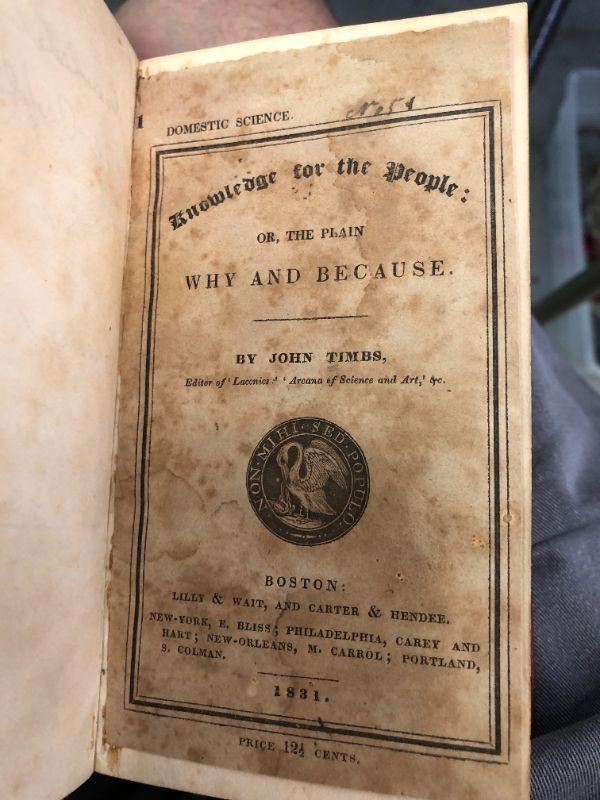 1
DOMESTIC SCIENCE.
No 51
Knowledge for the People:
OR, THE PLAIN
WHY AND BECAUSE.
BY JOHN TIMBS,
Editor of 'Laconics:' 'Arcana of Science and Art,' &c.
NON·MIHI·SED·POPULO.
BOSTON:
LILLY & WAIT, AND CARTER & HENDEE.
NEW-YORK, E. BLISS; PHILADELPHIA, CAREY AND
HART; NEW-ORLEANS, M. CARROL; PORTLAND,
S. COLMAN.
1831.
PRICE 12½ CENTS.